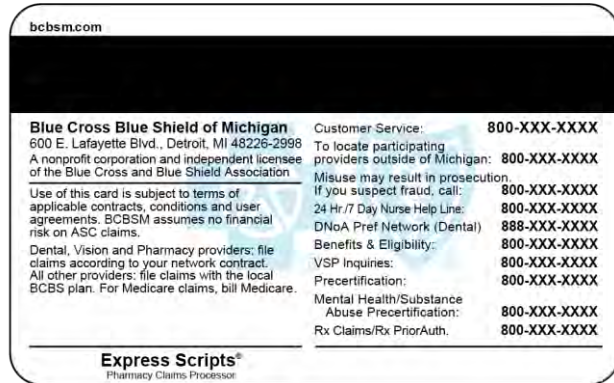 bcbsm.com
Blue Cross Blue Shield of Michigan
600 E. Lafayette Blvd., Detroit, MI 48226-2998
A nonprofit corporation and independent licensee
of the Blue Cross and Blue Shield Association
Use of this card is subject to terms of
applicable contracts, conditions and user
agreements. BCBSM assumes no financial
risk on ASC claims.
Dental, Vision and Pharmacy providers: file
claims according to your network contract.
All other providers: file claims with the local
BCBS plan. For Medicare claims, bill Medicare.
Express Scripts®
Pharmacy Claims Processor
Customer Service: 800-XXX-XXXX
To locate participating
providers outside of Michigan: 800-XXX-XXXX
Misuse may result in prosecution.
If you suspect fraud, call: 800-XXX-XXXX
24 Hr./7 Day Nurse Help Line: 800-XXX-XXXX
DNoA Pref Network (Dental) 888-XXX-XXXX
Benefits & Eligibility: 800-XXX-XXXX
VSP Inquiries: 800-XXX-XXXX
Precertification: 800-XXX-XXXX
Mental Health/Substance
Abuse Precertification: 800-XXX-XXXX
Rx Claims/Rx PriorAuth. 800-XXX-XXXX